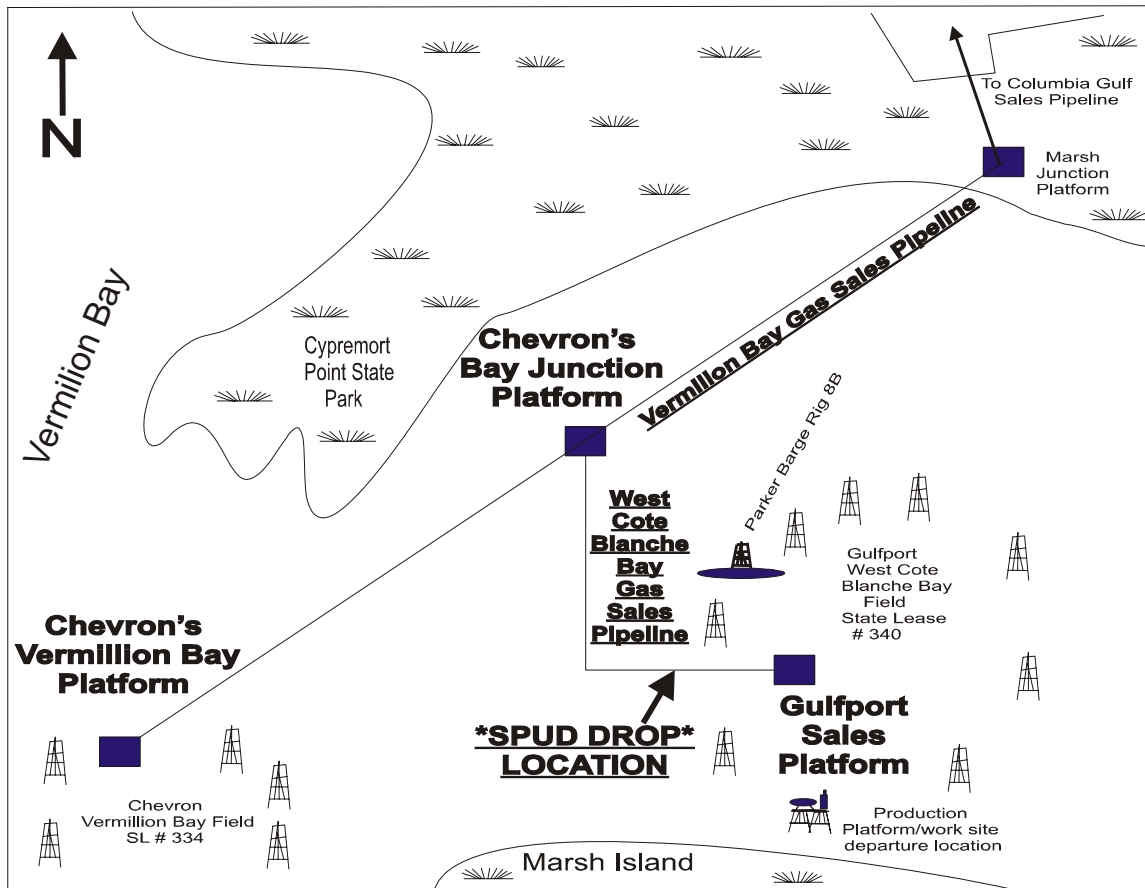 N
To Columbia Gulf
Sales Pipeline
Marsh
Junction
Platform
Vermillion Bay Gas Sales Pipeline
Vermilion Bay
Cypremort
Point State
Park
Chevron's
Bay Junction
Platform
Parker Barge Rig 8B
West
Cote
Blanche
Bay
Gas
Sales
Pipeline
Gulfport
West Cote
Blanche Bay
Field
State Lease
# 340
Chevron's
Vermillion Bay
Platform
*SPUD DROP*
LOCATION
Gulfport
Sales
Platform
Chevron
Vermillion Bay Field
SL # 334
Production
Platform/work site
departure location
Marsh Island